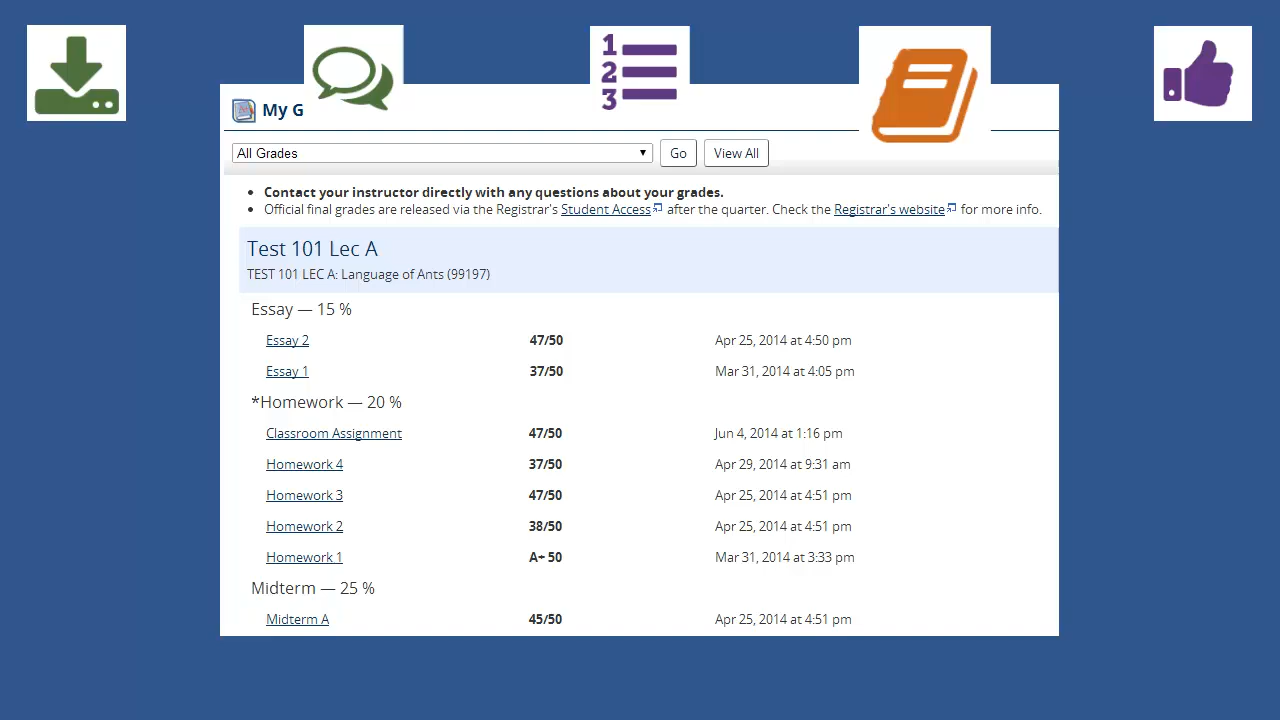 1
2
3
My G
All Grades
Go
View All
Contact your instructor directly with any questions about your grades.
Official final grades are released via the Registrar's Student Access after the quarter. Check the Registrar's website for more info.
Test 101 Lec A
TEST 101 LEC A: Language of Ants (99197)
Essay — 15 %
Essay 2 47/50 Apr 25, 2014 at 4:50 pm
Essay 1 37/50 Mar 31, 2014 at 4:05 pm
*Homework — 20 %
Classroom Assignment 47/50 Jun 4, 2014 at 1:16 pm
Homework 4 37/50 Apr 29, 2014 at 9:31 am
Homework 3 47/50 Apr 25, 2014 at 4:51 pm
Homework 2 38/50 Apr 25, 2014 at 4:51 pm
Homework 1 A+ 50 Mar 31, 2014 at 3:33 pm
Midterm — 25 %
Midterm A 45/50 Apr 25, 2014 at 4:51 pm